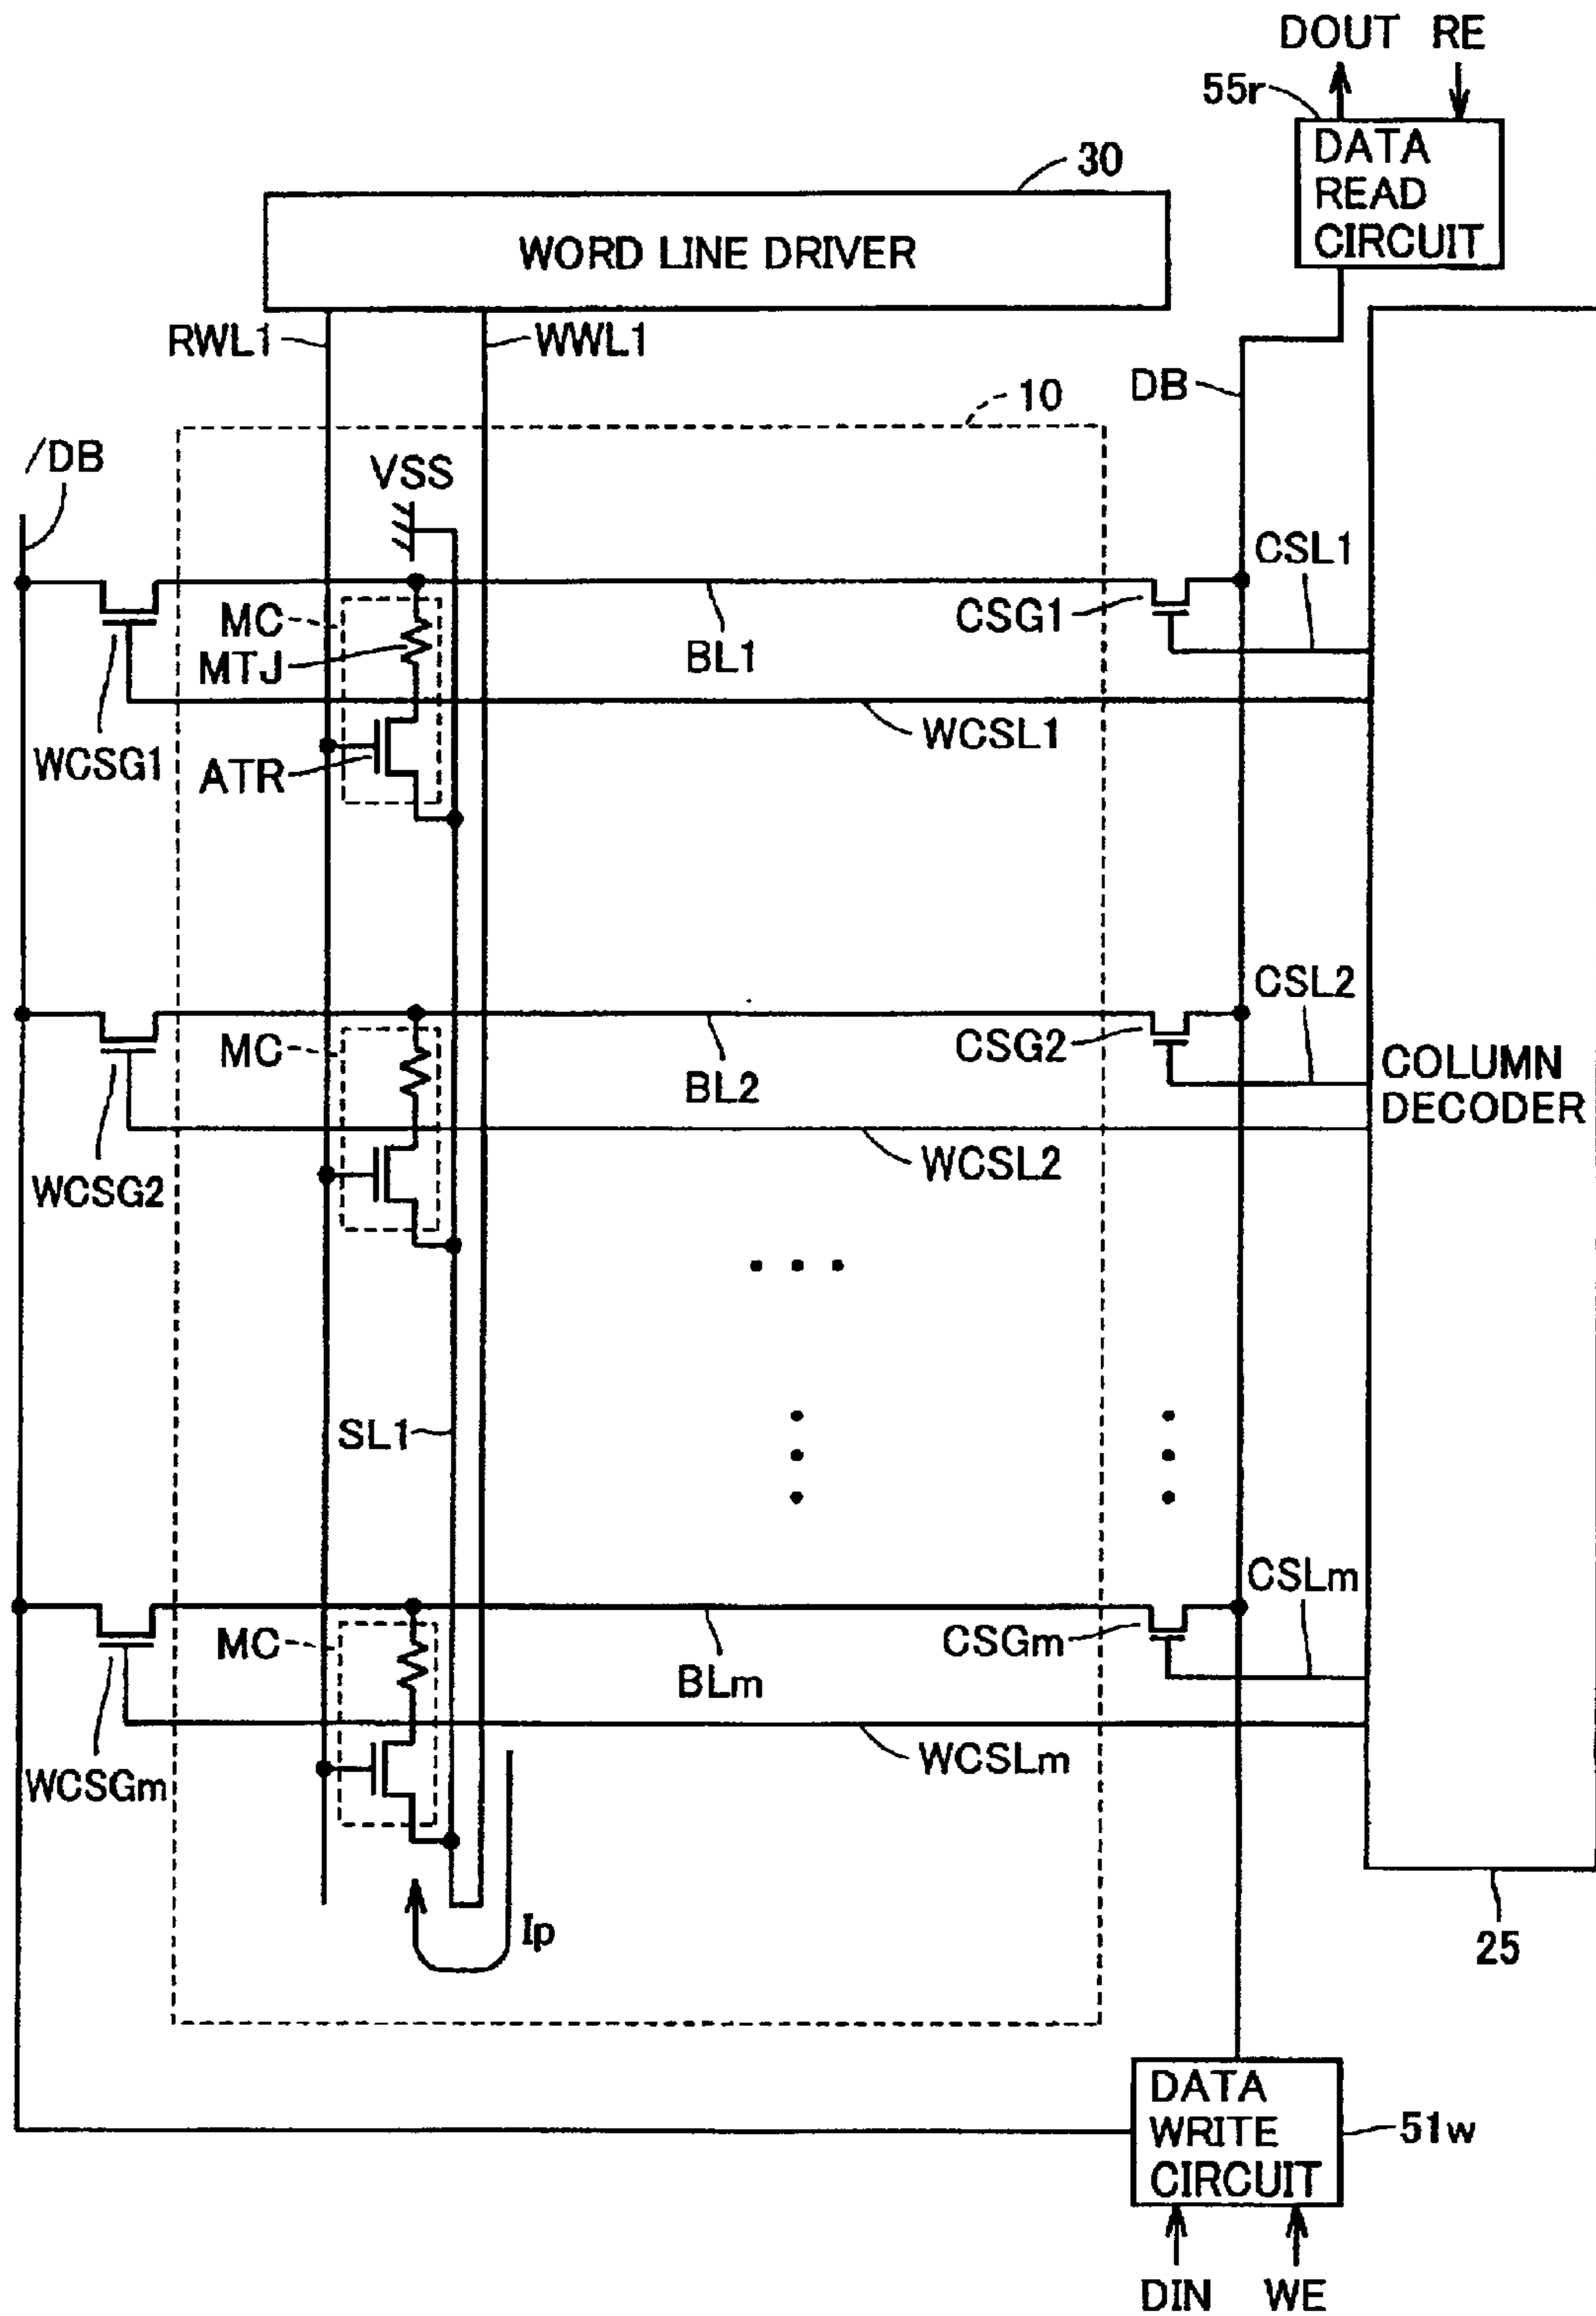 DOUT RE
55r
DATA
READ
CIRCUIT
30
WORD LINE DRIVER
RWL1
WWL1
DB
10
/DB
VSS
CSL1
MC
MTJ
CSG1
BL1
WCSL1
WCSG1
ATR
CSL2
MC
CSG2
BL2
COLUMN
DECODER
WCSL2
WCSG2
SL1
CSLm
MC
CSGm
BLm
WCSLm
WCSGm
Ip
25
DATA
WRITE
CIRCUIT
51w
DIN WE